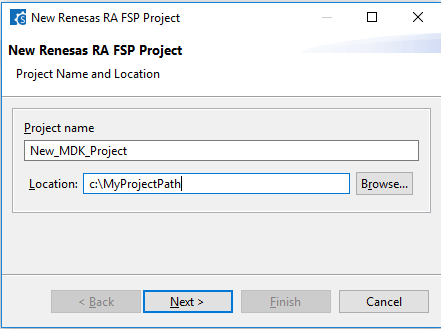 New Renesas RA FSP Project
New Renesas RA FSP Project
Project Name and Location
Project name
New_MDK_Project
Location: c:\MyProjectPath Browse...
< Back Next > Finish Cancel